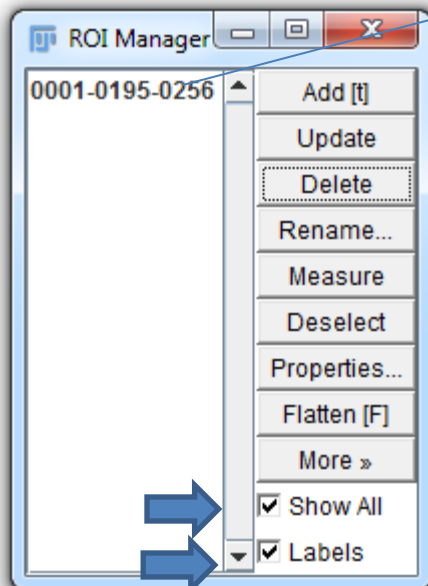 ROI Manager
0001-0195-0256
Add [t]
Update
Delete
Rename...
Measure
Deselect
Properties...
Flatten [F]
More »
Show All
Labels